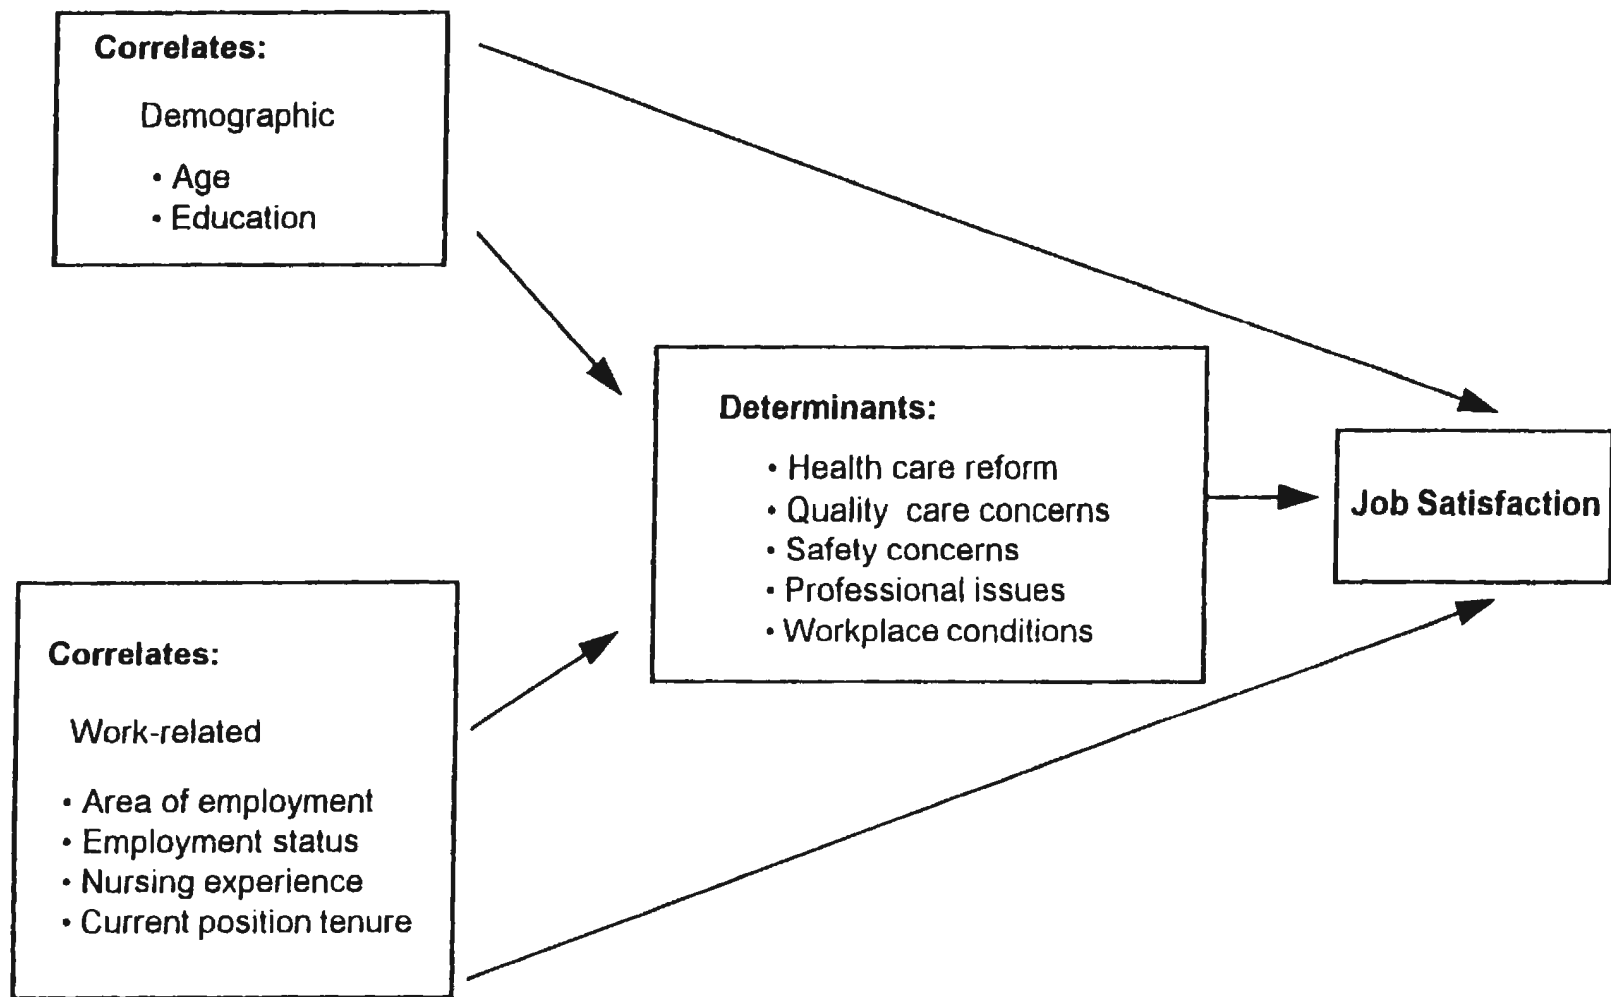 Correlates:
Demographic
• Age
• Education
Determinants:
• Health care reform
• Quality care concerns
• Safety concerns
• Professional issues
• Workplace conditions
Job Satisfaction
Correlates:
Work-related
• Area of employment
• Employment status
• Nursing experience
• Current position tenure